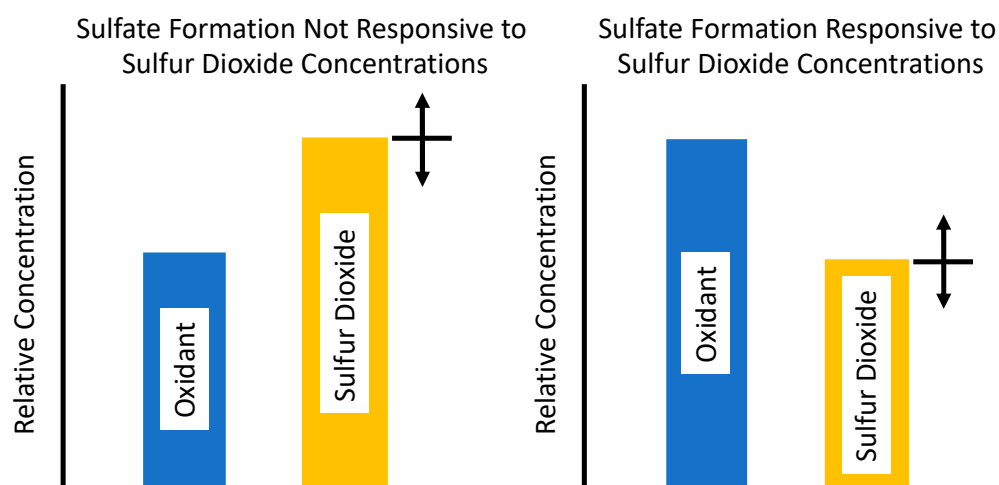 Sulfate Formation Not Responsive to
Sulfur Dioxide Concentrations
Relative Concentration
Oxidant
Sulfur Dioxide
Sulfate Formation Responsive to
Sulfur Dioxide Concentrations
Relative Concentration
Oxidant
Sulfur Dioxide